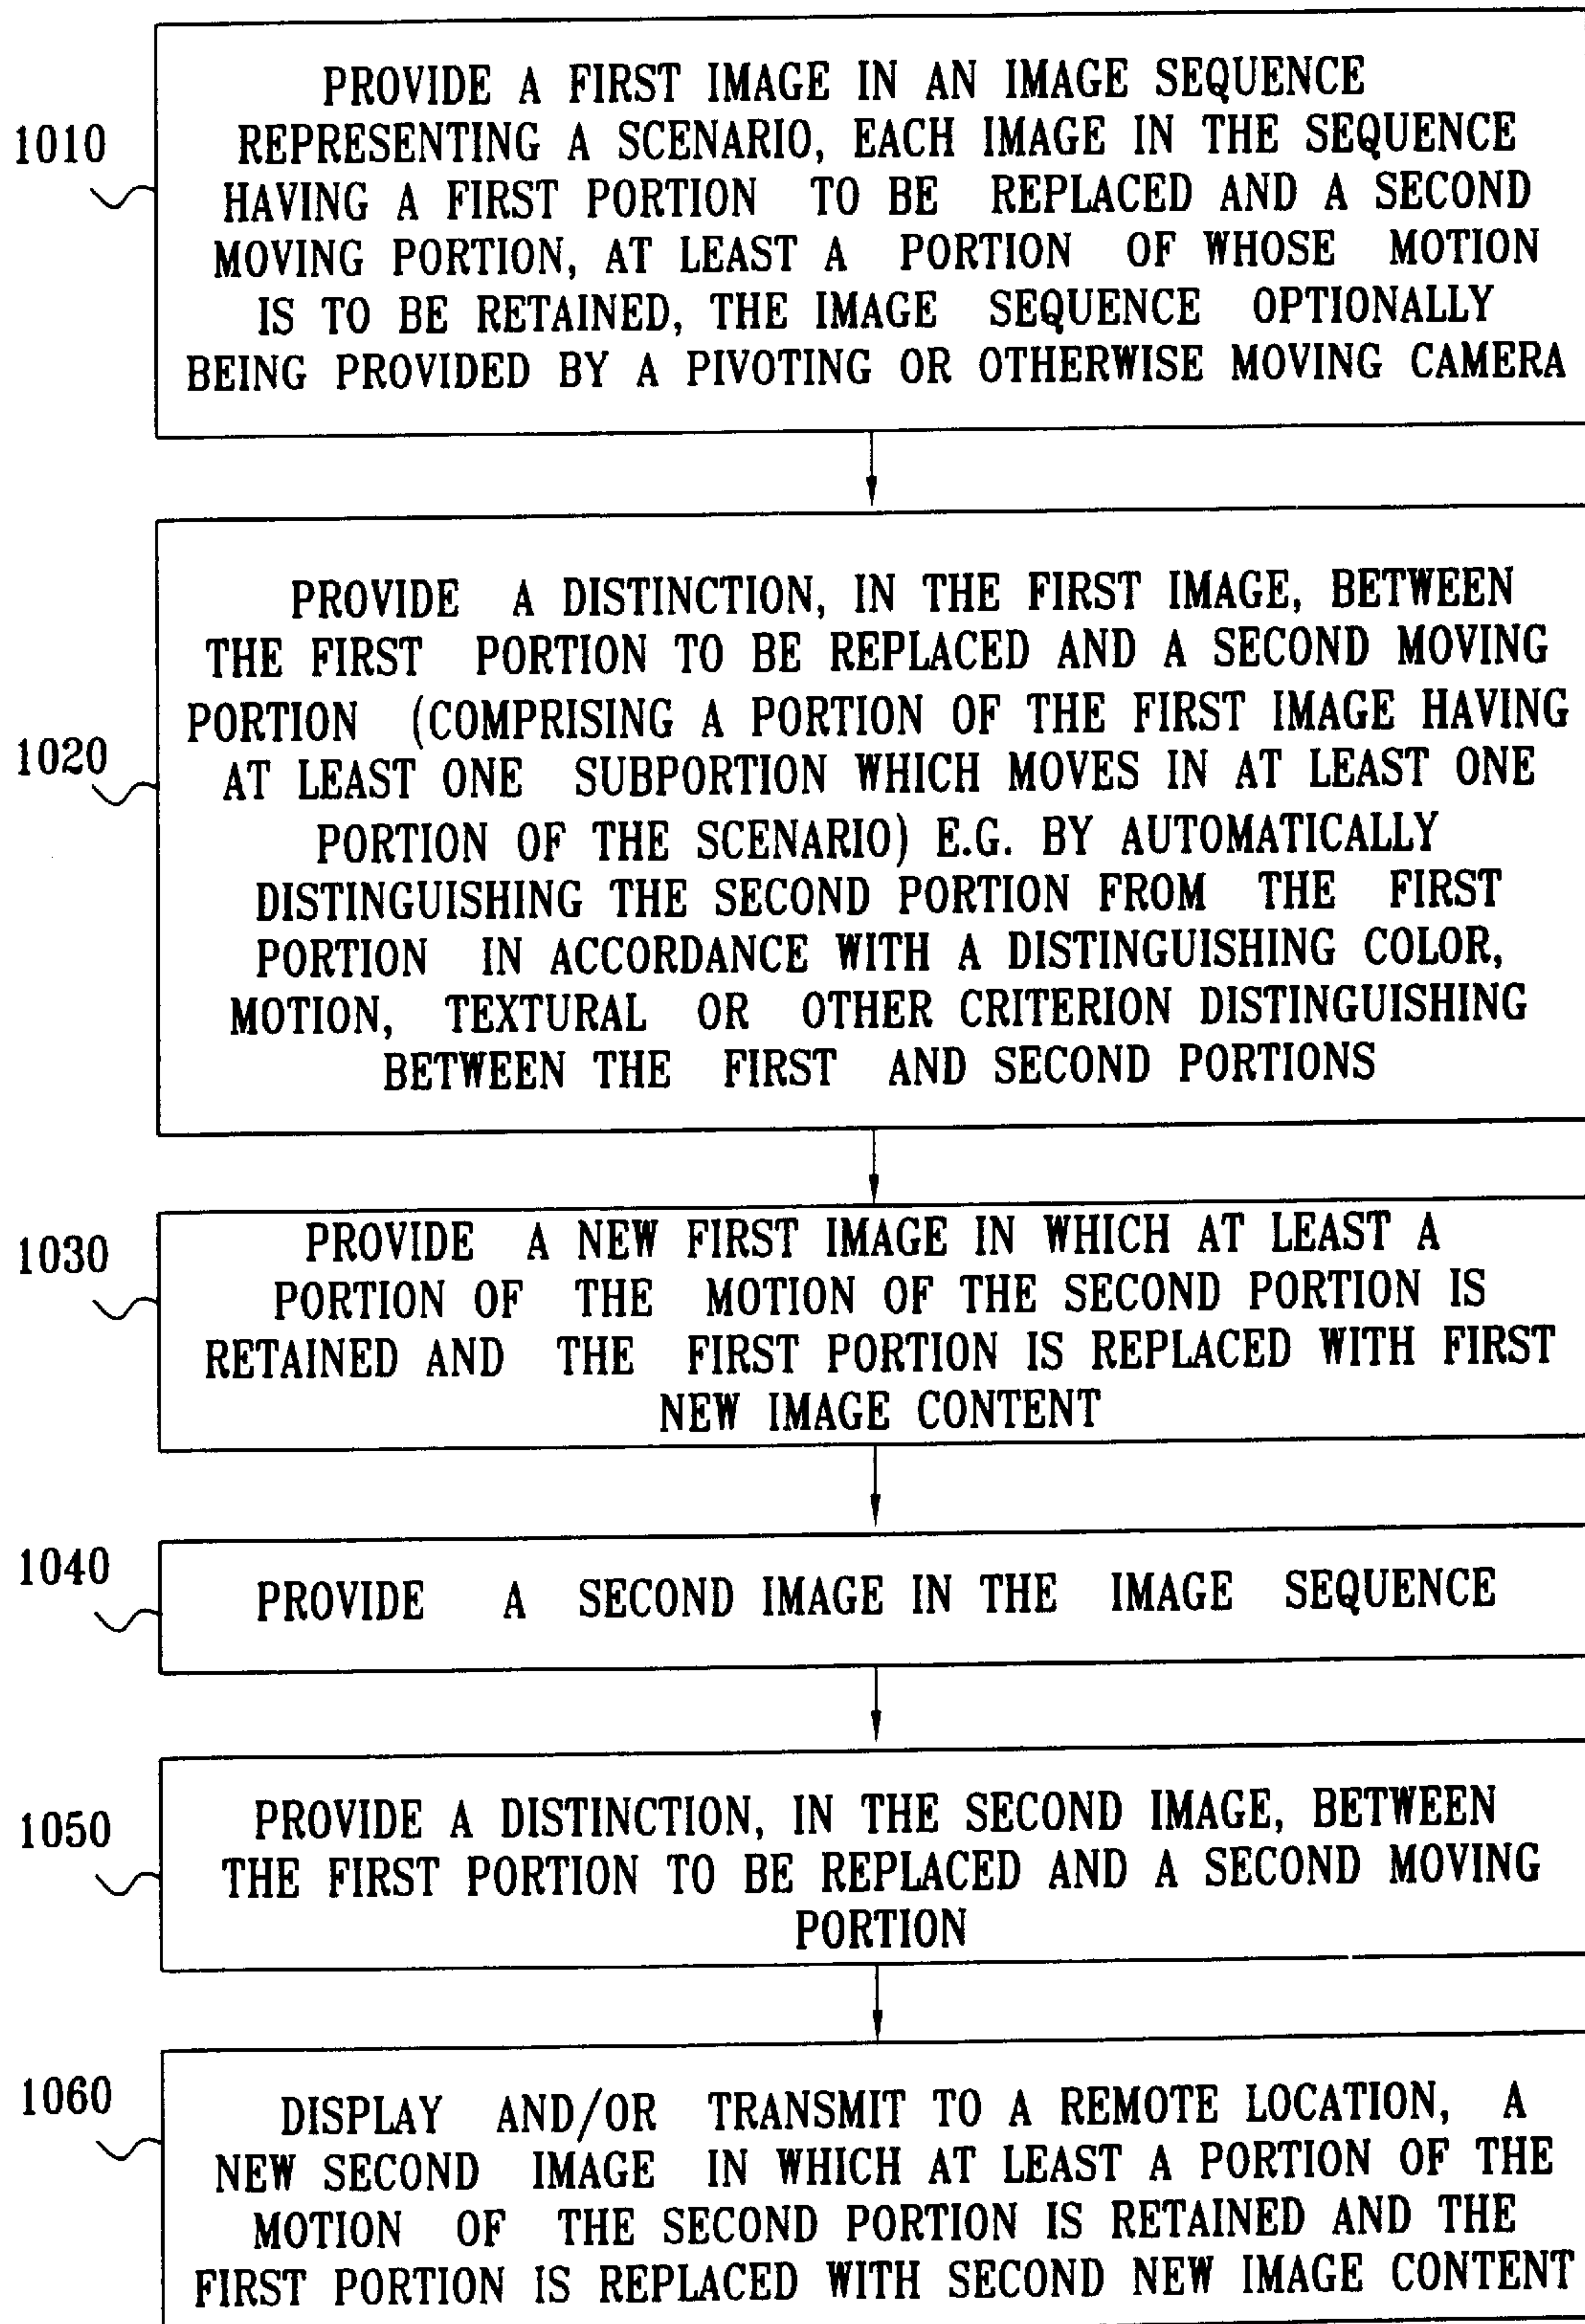 1010
PROVIDE A FIRST IMAGE IN AN IMAGE SEQUENCE
REPRESENTING A SCENARIO, EACH IMAGE IN THE SEQUENCE
HAVING A FIRST PORTION TO BE REPLACED AND A SECOND
MOVING PORTION, AT LEAST A PORTION OF WHOSE MOTION
IS TO BE RETAINED, THE IMAGE SEQUENCE OPTIONALLY
BEING PROVIDED BY A PIVOTING OR OTHERWISE MOVING CAMERA
1020
PROVIDE A DISTINCTION, IN THE FIRST IMAGE, BETWEEN
THE FIRST PORTION TO BE REPLACED AND A SECOND MOVING
PORTION (COMPRISING A PORTION OF THE FIRST IMAGE HAVING
AT LEAST ONE SUBPORTION WHICH MOVES IN AT LEAST ONE
PORTION OF THE SCENARIO) E.G. BY AUTOMATICALLY
DISTINGUISHING THE SECOND PORTION FROM THE FIRST
PORTION IN ACCORDANCE WITH A DISTINGUISHING COLOR,
MOTION, TEXTURAL OR OTHER CRITERION DISTINGUISHING
BETWEEN THE FIRST AND SECOND PORTIONS
1030
PROVIDE A NEW FIRST IMAGE IN WHICH AT LEAST A
PORTION OF THE MOTION OF THE SECOND PORTION IS
RETAINED AND THE FIRST PORTION IS REPLACED WITH FIRST
NEW IMAGE CONTENT
1040
PROVIDE A SECOND IMAGE IN THE IMAGE SEQUENCE
1050
PROVIDE A DISTINCTION, IN THE SECOND IMAGE, BETWEEN
THE FIRST PORTION TO BE REPLACED AND A SECOND MOVING
PORTION
1060
DISPLAY AND/OR TRANSMIT TO A REMOTE LOCATION, A
NEW SECOND IMAGE IN WHICH AT LEAST A PORTION OF THE
MOTION OF THE SECOND PORTION IS RETAINED AND THE
FIRST PORTION IS REPLACED WITH SECOND NEW IMAGE CONTENT